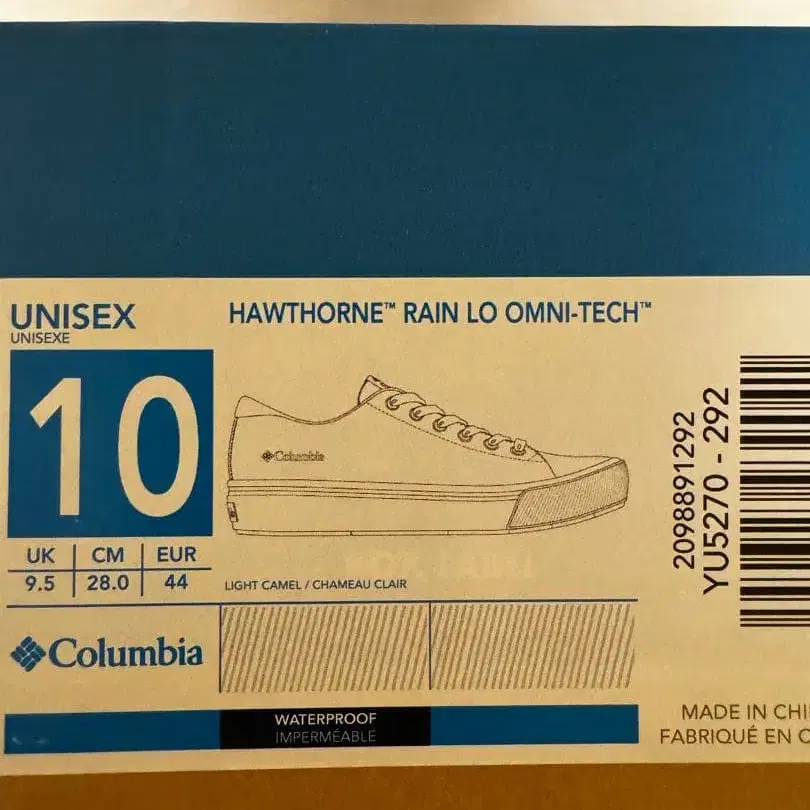 UNISEX
UNISEXE
HAWTHORNE™ RAIN LO OMNI-TECH™
10
Columbia
UK CM EUR
9.5 28.0 44
LIGHT CAMEL / CHAMEAU CLAIR
2098891292
YU5270 - 292
Columbia
WATERPROOF
IMPERMÉABLE
MADE IN
FABRIQUÉ EN